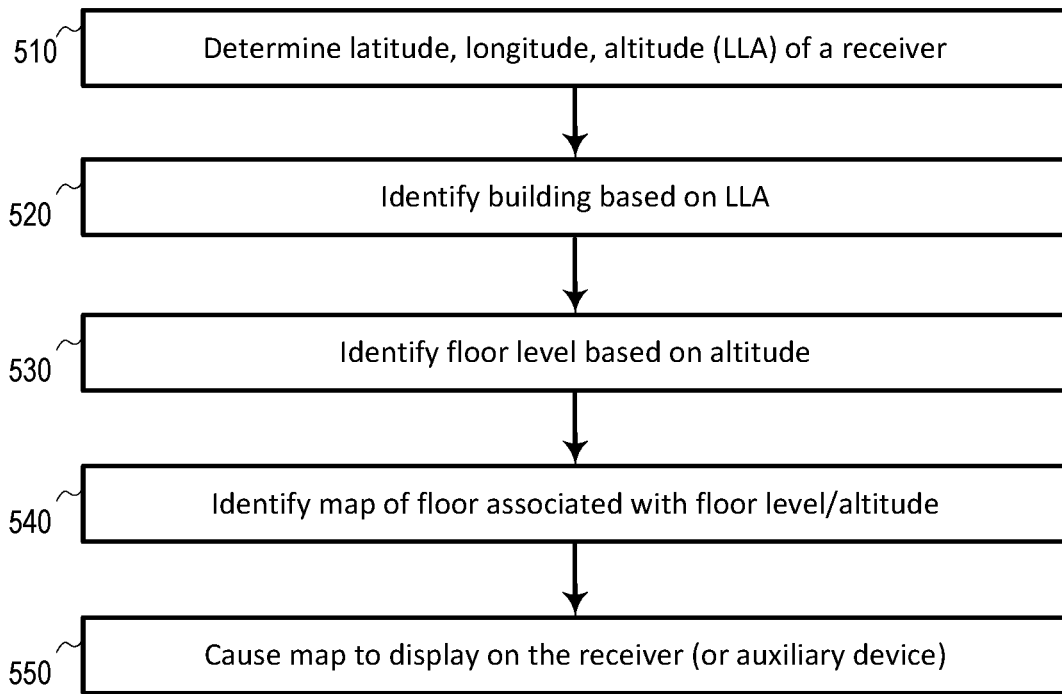 510
Determine latitude, longitude, altitude (LLA) of a receiver
520
Identify building based on LLA
530
Identify floor level based on altitude
540
Identify map of floor associated with floor level/altitude
550
Cause map to display on the receiver (or auxiliary device)